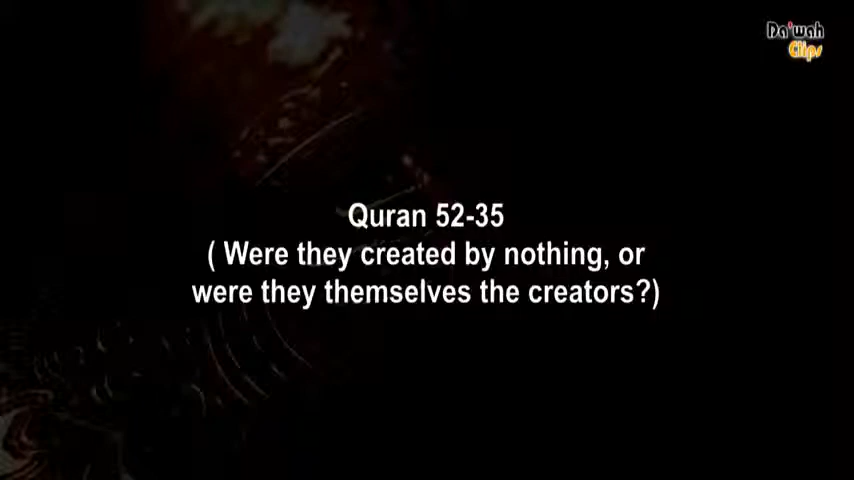 Da'wah
Clips
Quran 52-35
( Were they created by nothing, or
were they themselves the creators?)